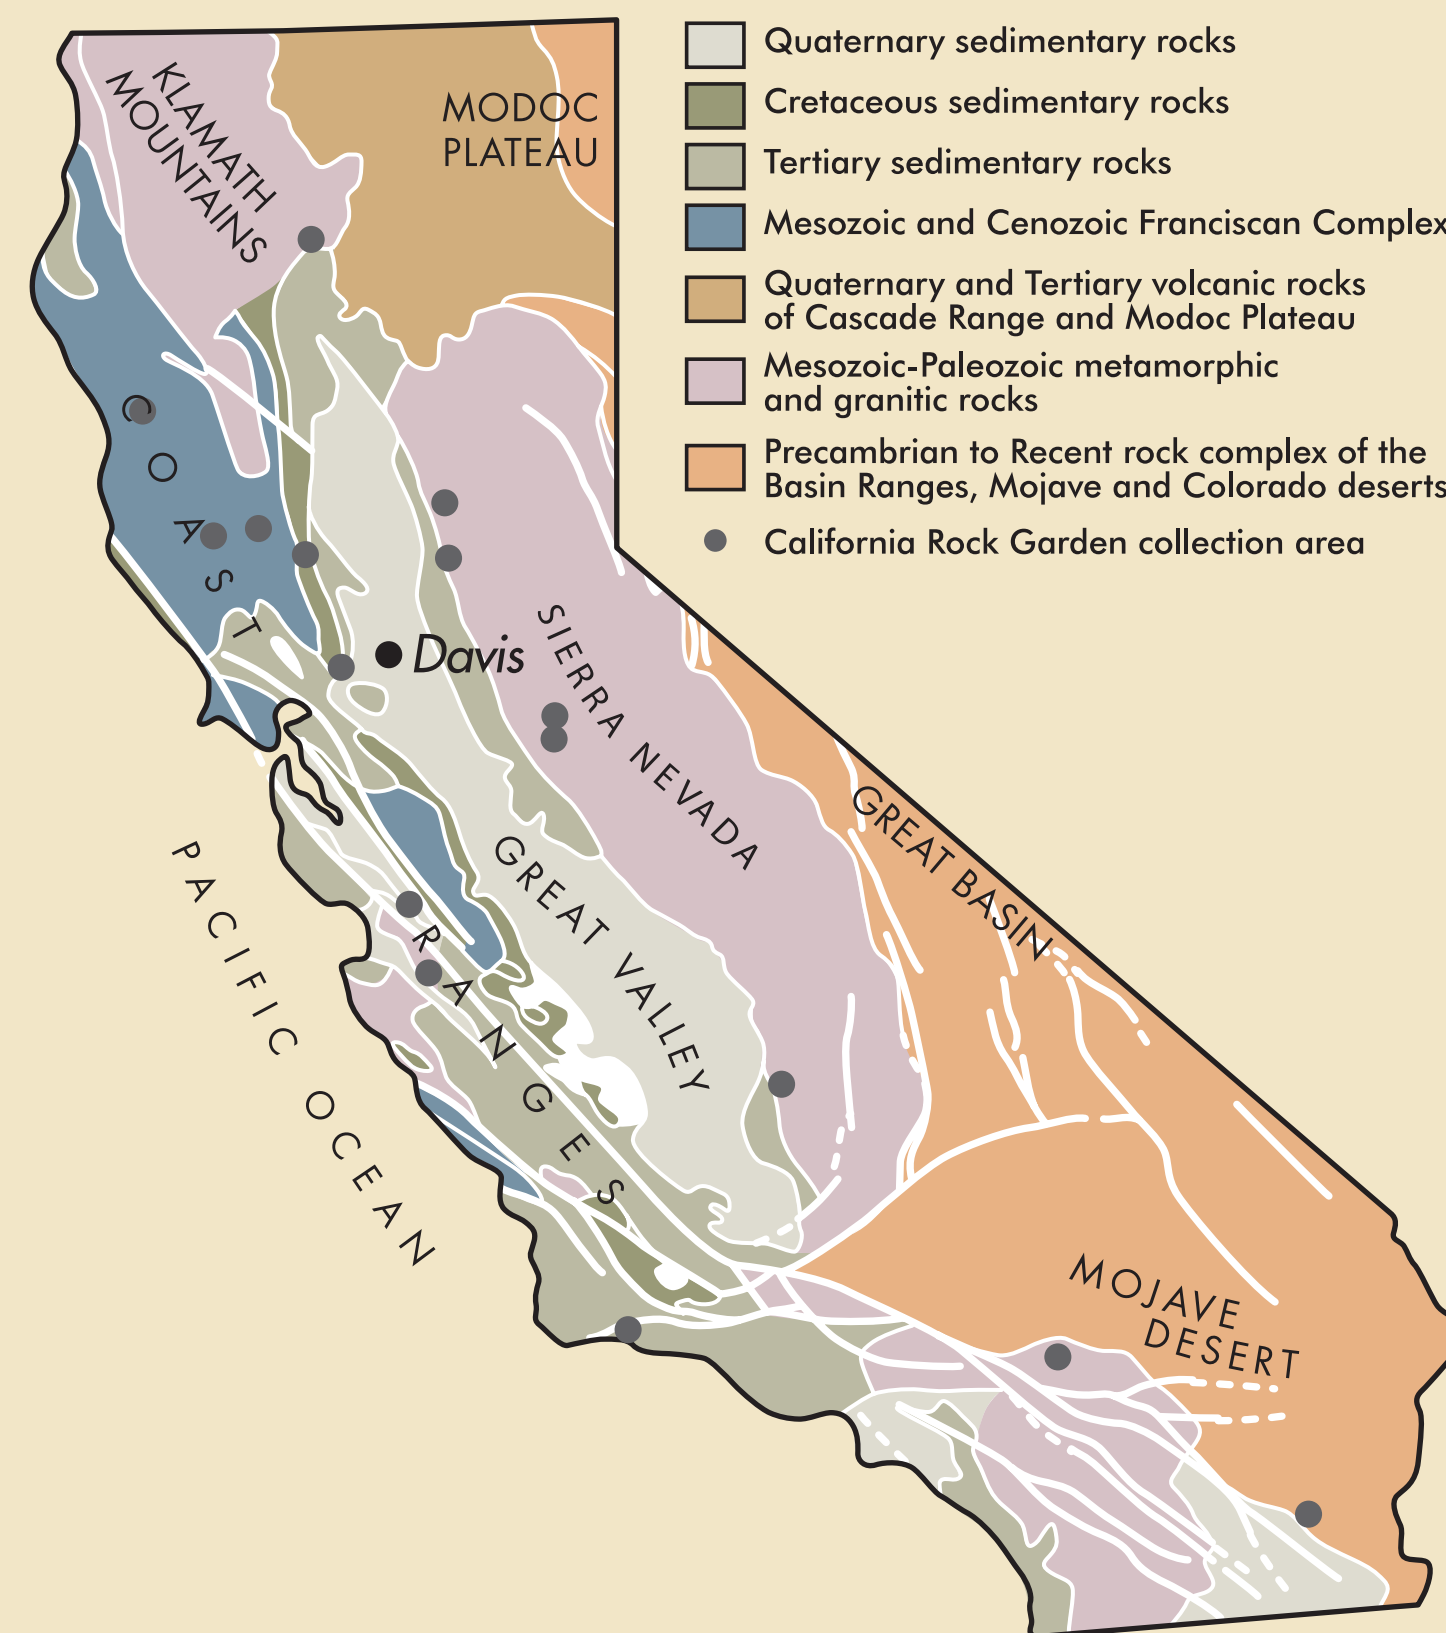 Quaternary sedimentary rocks
Cretaceous sedimentary rocks
Tertiary sedimentary rocks
Mesozoic and Cenozoic Franciscan Complex
Quaternary and Tertiary volcanic rocks
of Cascade Range and Modoc Plateau
Mesozoic-Paleozoic metamorphic
and granitic rocks
Precambrian to Recent rock complex of the
Basin Ranges, Mojave and Colorado deserts
California Rock Garden collection area
KLAMATH
MOUNTAINS
MODOC
PLATEAU
COAST
RANGES
Davis
SIERRA NEVADA
GREAT VALLEY
GREAT BASIN
PACIFIC OCEAN
MOJAVE
DESERT